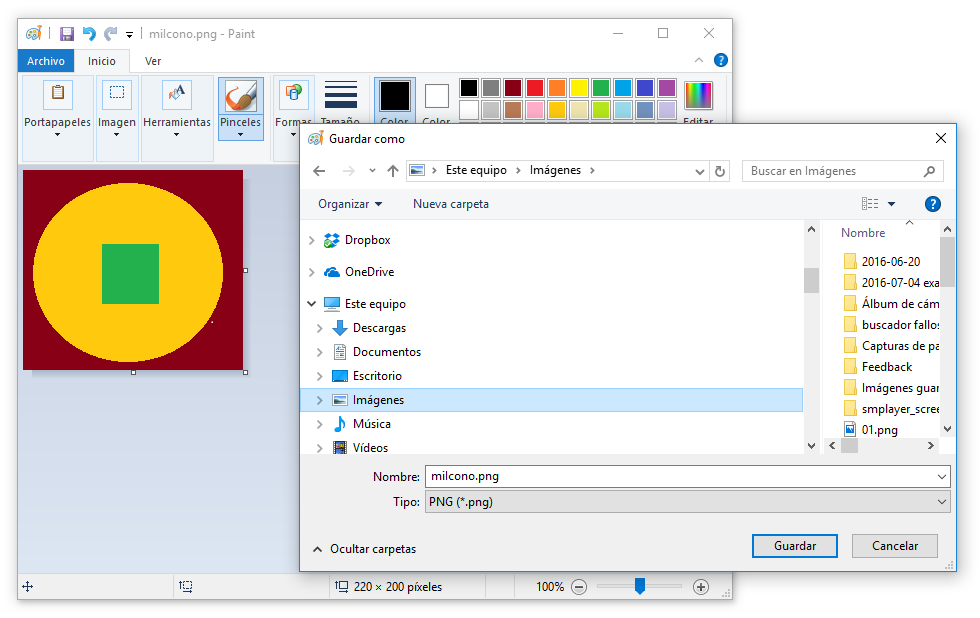 milcono.png - Paint
Archivo
Inicio
Ver
Portapapeles
Imagen
Herramientas
Pinceles
Formas
Tamaño
Color
Color
Editar
Guardar como
Este equipo
Imágenes
Buscar en Imágenes
Organizar
Nueva carpeta
?
Dropbox
OneDrive
Este equipo
Descargas
Documentos
Escritorio
Imágenes
Música
Vídeos
Nombre
2016-06-20
2016-07-04 exa
Álbum de cám
buscador fallos
Capturas de pa
Feedback
Imágenes guar
smplayer_scree
01.png
Nombre: milcono.png
Tipo: PNG (*.png)
Ocultar carpetas
Guardar
Cancelar
220 × 200 píxeles
100%